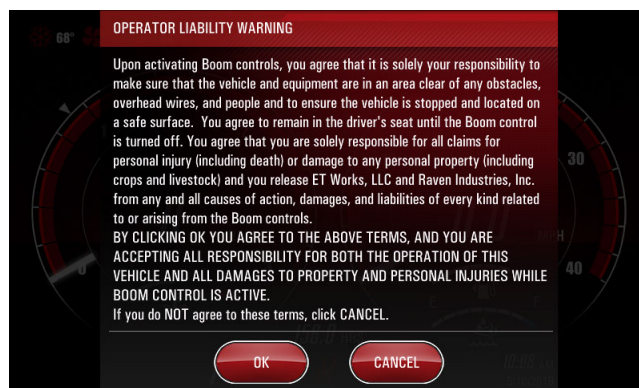 68°
OPERATOR LIABILITY WARNING
Upon activating Boom controls, you agree that it is solely your responsibility to
make sure that the vehicle and equipment are in an area clear of any obstacles,
overhead wires, and people and to ensure the vehicle is stopped and located on
a safe surface. You agree to remain in the driver's seat until the Boom control
is turned off. You agree that you are solely responsible for all claims for
personal injury (including death) or damage to any personal property (including
crops and livestock) and you release ET Works, LLC and Raven Industries, Inc.
from any and all causes of action, damages, and liabilities of every kind related
to or arising from the Boom controls.
BY CLICKING OK YOU AGREE TO THE ABOVE TERMS, AND YOU ARE
ACCEPTING ALL RESPONSIBILITY FOR BOTH THE OPERATION OF THIS
VEHICLE AND ALL DAMAGES TO PROPERTY AND PERSONAL INJURIES WHILE
BOOM CONTROL IS ACTIVE.
If you do NOT agree to these terms, click CANCEL.
30
40
0
E F
OK
CANCEL